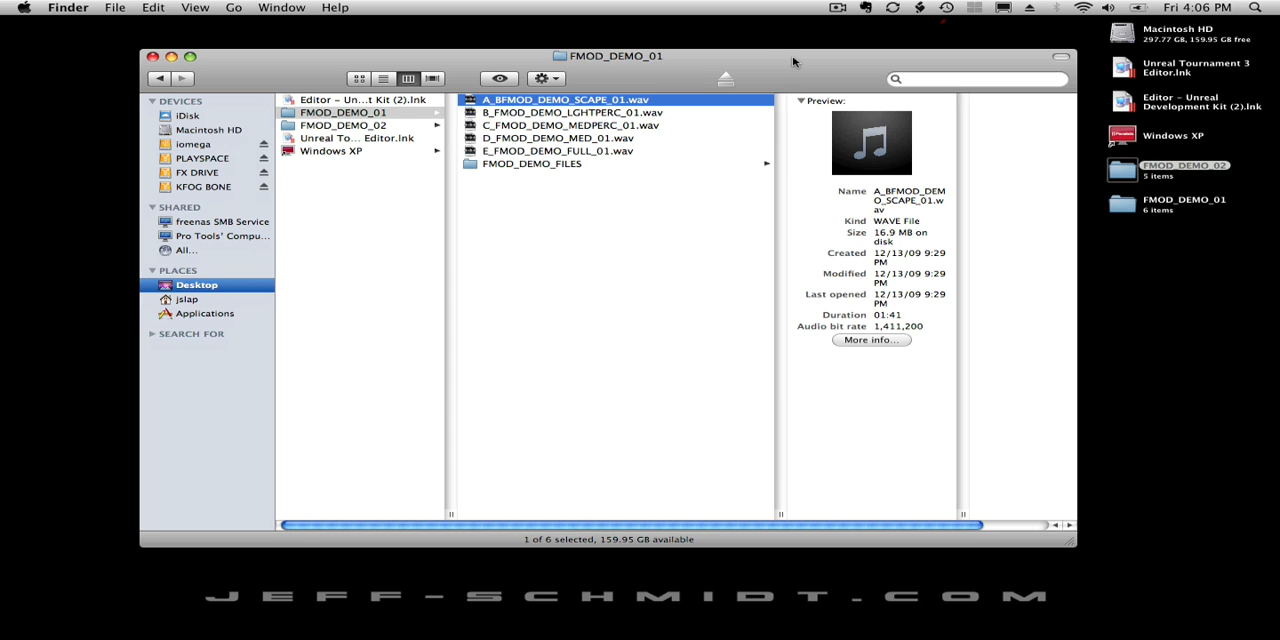 Finder File Edit View Go Window Help Fri 4:06 PM
FMOD_DEMO_01
DEVICES
iDisk
Macintosh HD
iomega
PLAYSPACE
FX DRIVE
KFOG BONE
SHARED
freenas SMB Service
Pro Tools' Compu...
All...
PLACES
Desktop
jslap
Applications
SEARCH FOR
Editor – Un...t Kit (2).lnk
FMOD_DEMO_01
FMOD_DEMO_02
Unreal To... Editor.lnk
Windows XP
A_BFMOD_DEMO_SCAPE_01.wav
B_FMOD_DEMO_LGHTPERC_01.wav
C_FMOD_DEMO_MEDPERC_01.wav
D_FMOD_DEMO_MED_01.wav
E_FMOD_DEMO_FULL_01.wav
FMOD_DEMO_FILES
Preview:
Name A_BFMOD_DEM
O_SCAPE_01.w
av
Kind WAVE File
Size 16.9 MB on
disk
Created 12/13/09 9:29
PM
Modified 12/13/09 9:29
PM
Last opened 12/13/09 9:29
PM
Duration 01:41
Audio bit rate 1,411,200
More info...
1 of 6 selected, 159.95 GB available
Macintosh HD
297.77 GB, 159.95 GB free
Unreal Tournament 3
Editor.lnk
Editor – Unreal
Development Kit (2).lnk
Windows XP
FMOD_DEMO_02
5 items
FMOD_DEMO_01
6 items
JEFF-SCHMIDT.COM